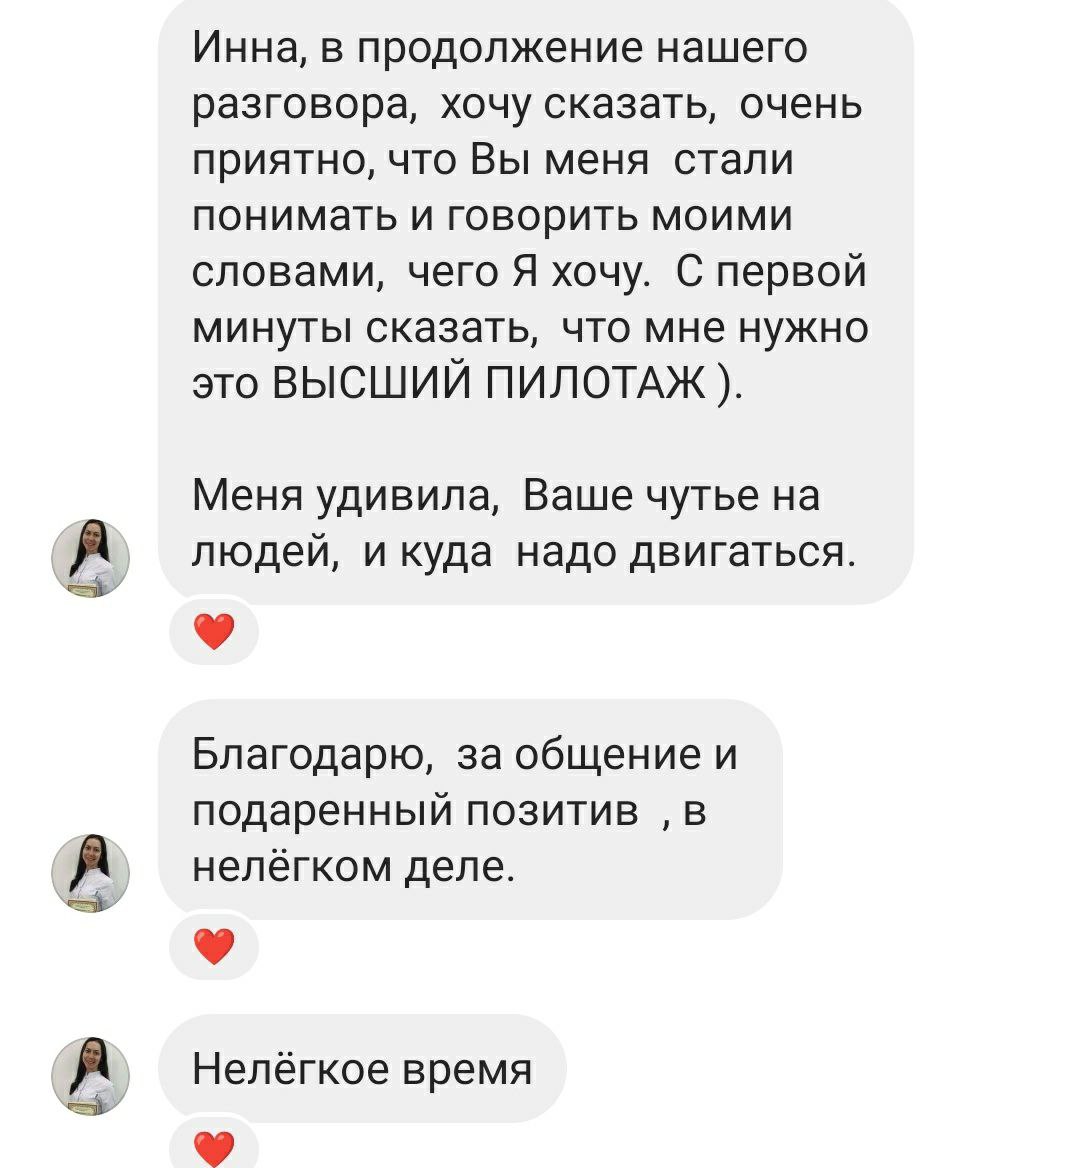 Инна, в продолжение нашего
разговора,  хочу сказать,  очень
приятно, что Вы меня  стали
понимать и говорить моими
словами,  чего Я хочу.  С первой
минуты сказать,  что мне нужно
это ВЫСШИЙ ПИЛОТАЖ ).
Меня удивила,  Ваше чутье на
людей,  и куда  надо двигаться.
Благодарю,  за общение и
подаренный позитив  , в
нелёгком деле.
Нелёгкое время